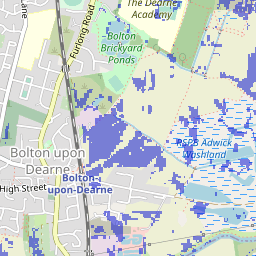 The Dearne
Academy
Lane
Furlong Road
Bolton
Brickyard
Ponds
RSPB Adwick
Washland
Bolton upon
Dearne
High Street
Bolton-
upon-Dearne